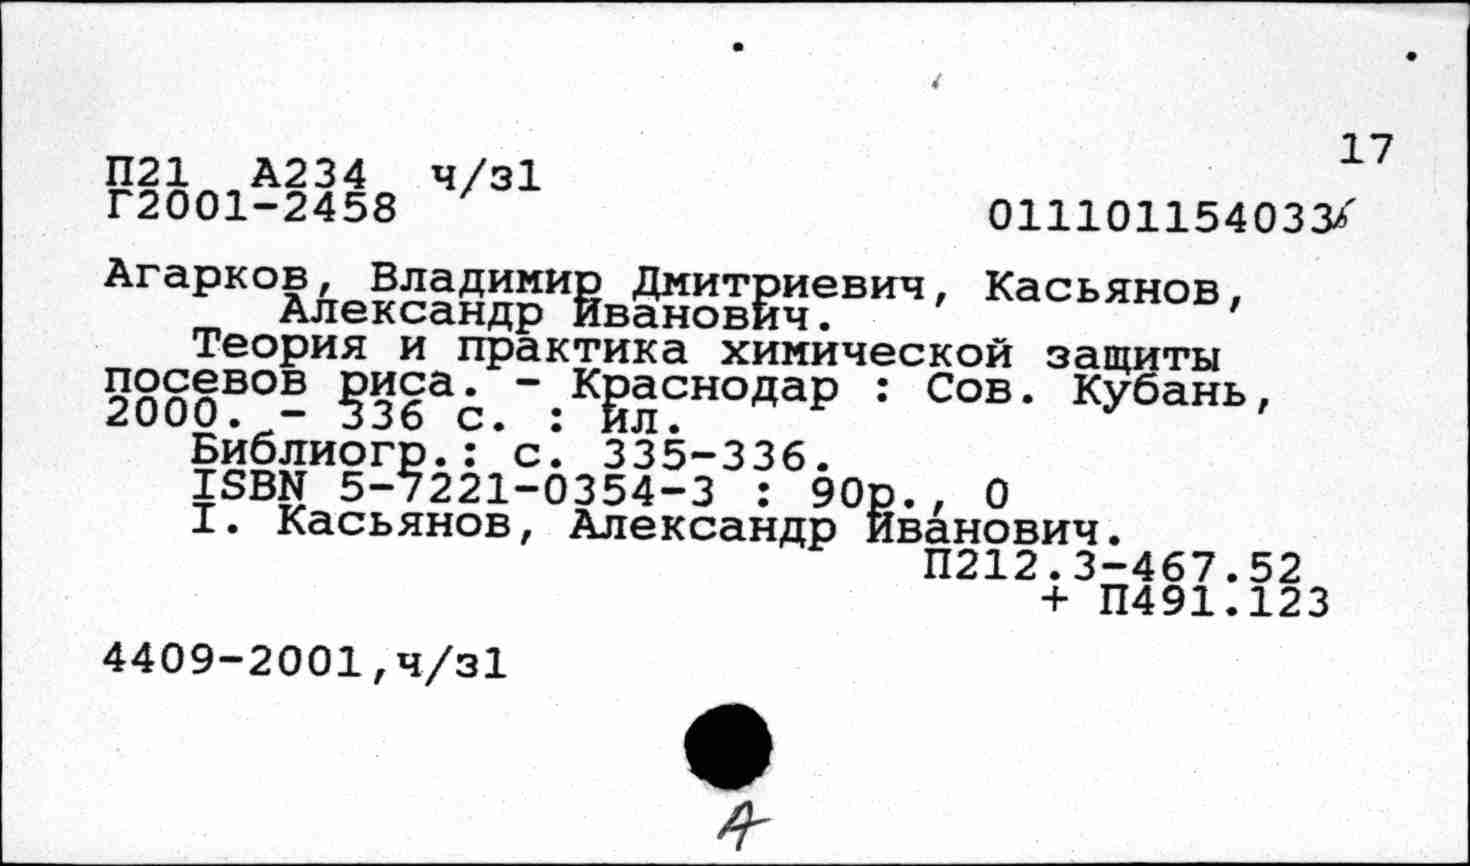 17
П21 А234 ч/з1
Г2001-2458
011101154033
Агарков, Владимир Дмитриевич, Касьянов,
Александр Иванович.
Теория и практика химической защиты
посевов риса. - Краснодар : Сов. Кубань,
2000. - 336 с. : ил.
Библиогр.: с. 335-336.
ISBN 5-7221-0354-3 : 90р., 0
I. Касьянов, Александр Иванович.
П212.3-467.52
+ П491.123
4409-2001,ч/з1
А